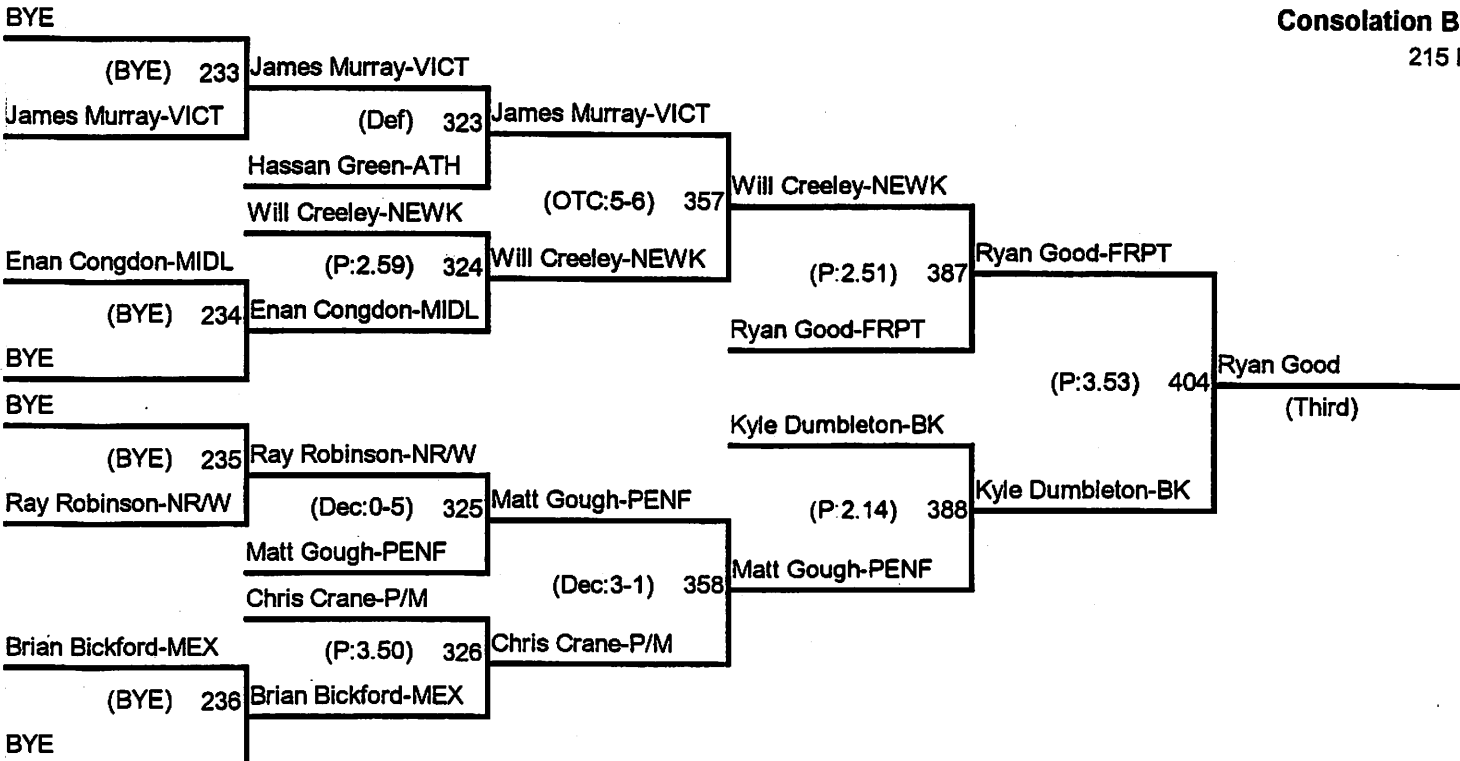 BYE
Consolation B
215
(BYE) 233
James Murray-VICT
James Murray-VICT
(Def) 323
James Murray-VICT
Hassan Green-ATH
(OTC:5-6) 357
Will Creeley-NEWK
Will Creeley-NEWK
Enan Congdon-MIDL
(P:2.59) 324
Will Creeley-NEWK
(BYE) 234
Enan Congdon-MIDL
BYE
(P:2.51) 387
Ryan Good-FRPT
Ryan Good-FRPT
(P:3.53) 404
Ryan Good
(Third)
BYE
(BYE) 235
Ray Robinson-NR/W
Ray Robinson-NR/W
(Dec:0-5) 325
Matt Gough-PENF
Matt Gough-PENF
Kyle Dumbleton-BK
(P:2.14) 388
Kyle Dumbleton-BK
(Dec:3-1) 358
Matt Gough-PENF
Chris Crane-P/M
Brian Bickford-MEX
(P:3.50) 326
Chris Crane-P/M
(BYE) 236
Brian Bickford-MEX
BYE